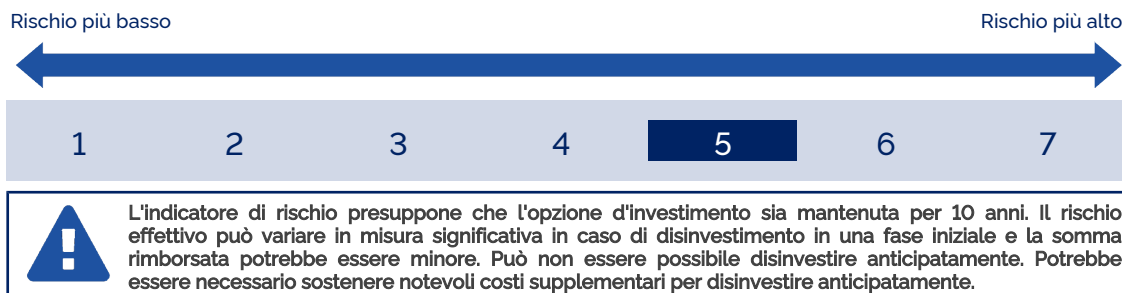 Rischio più basso Rischio più alto
1 2 3 4 5 6 7
L'indicatore di rischio presuppone che l'opzione d'investimento sia mantenuta per 10 anni. Il rischio
effettivo può variare in misura significativa in caso di disinvestimento in una fase iniziale e la somma
rimborsata potrebbe essere minore. Può non essere possibile disinvestire anticipatamente. Potrebbe
essere necessario sostenere notevoli costi supplementari per disinvestire anticipatamente.